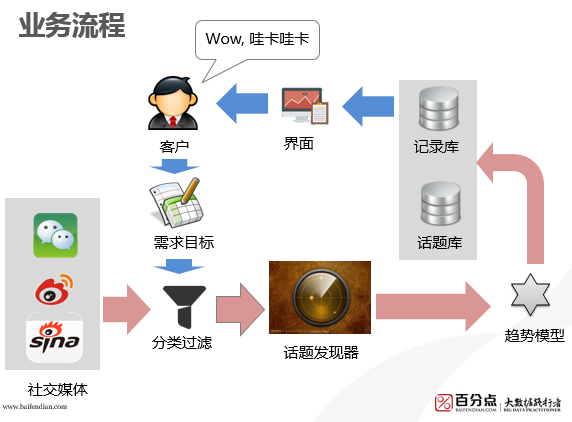 业务流程
Wow, 哇卡哇卡
客户
界面
记录库
话题库
需求目标
分类过滤
话题发现器
趋势模型
sina
社交媒体
www.baifendian.com
百分点
BAIFENDIAN.COM
大数据践行者
BIG DATA PRACTITIONER